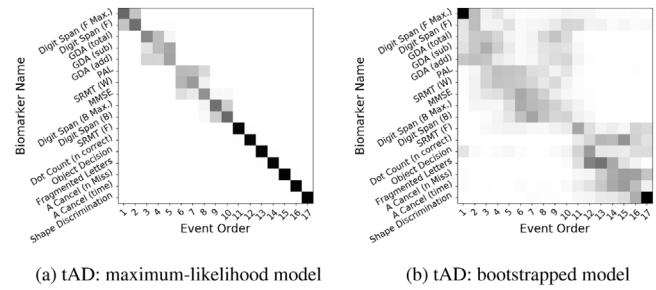 Biomarker Name
Digit Span (F Max.)
Digit Span (F)
GDA (total)
GDA (sub)
GDA (add)
PAL
SRMT (W)
MMSE
Digit Span (B Max.)
Digit Span (B)
SRMT (F)
Dot Count (n correct)
Object Decision
Fragmented Letters
A Cancel (n Miss)
A Cancel (time)
Shape Discrimination
1 2 3 4 5 6 7 8 9 10 11 12 13 14 15 16 17
Event Order
(a) tAD: maximum-likelihood model
Biomarker Name
Digit Span (F Max.)
Digit Span (F)
GDA (total)
GDA (sub)
GDA (add)
PAL
SRMT (W)
MMSE
Digit Span (B Max.)
Digit Span (B)
SRMT (F)
Dot Count (n correct)
Object Decision
Fragmented Letters
A Cancel (n Miss)
A Cancel (time)
Shape Discrimination
1 2 3 4 5 6 7 8 9 10 11 12 13 14 15 16 17
Event Order
(b) tAD: bootstrapped model